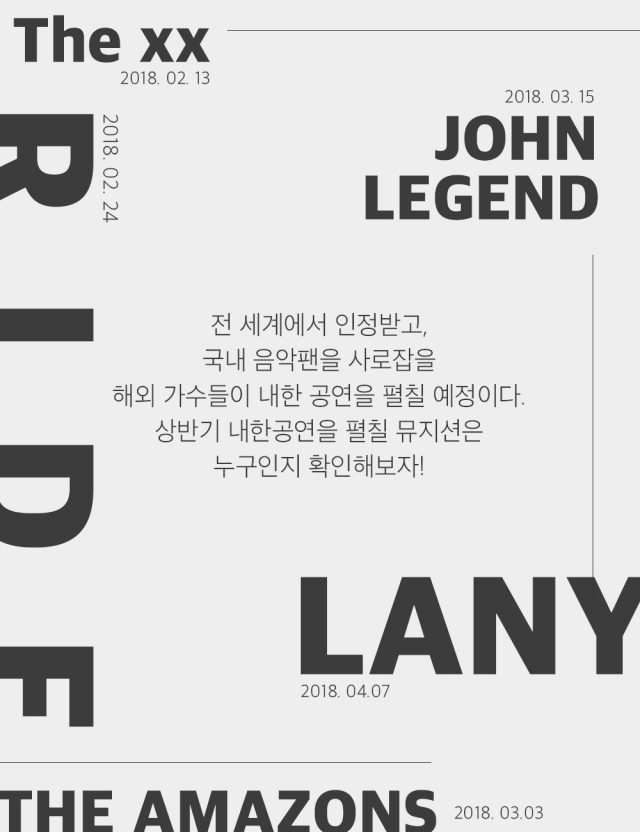 The xx
2018. 02. 13
RIDE
2018. 02. 24
2018. 03. 15
JOHN
LEGEND
전 세계에서 인정받고,
국내 음악팬을 사로잡을
해외 가수들이 내한 공연을 펼칠 예정이다.
상반기 내한공연을 펼칠 뮤지션은
누구인지 확인해보자!
LANY
2018. 04.07
THE AMAZONS
2018. 03.03